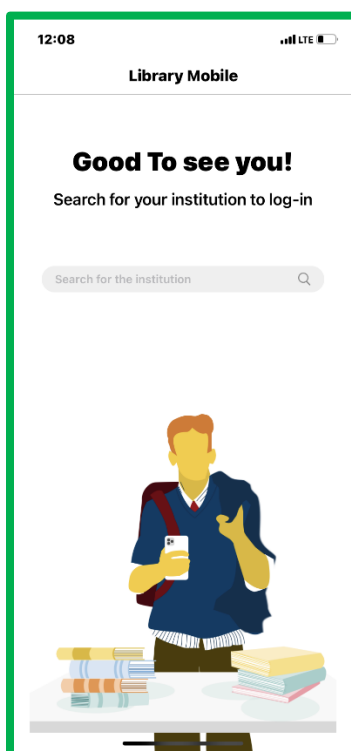 12:08 LTE
Library Mobile
Good To see you!
Search for your institution to log-in
Search for the institution